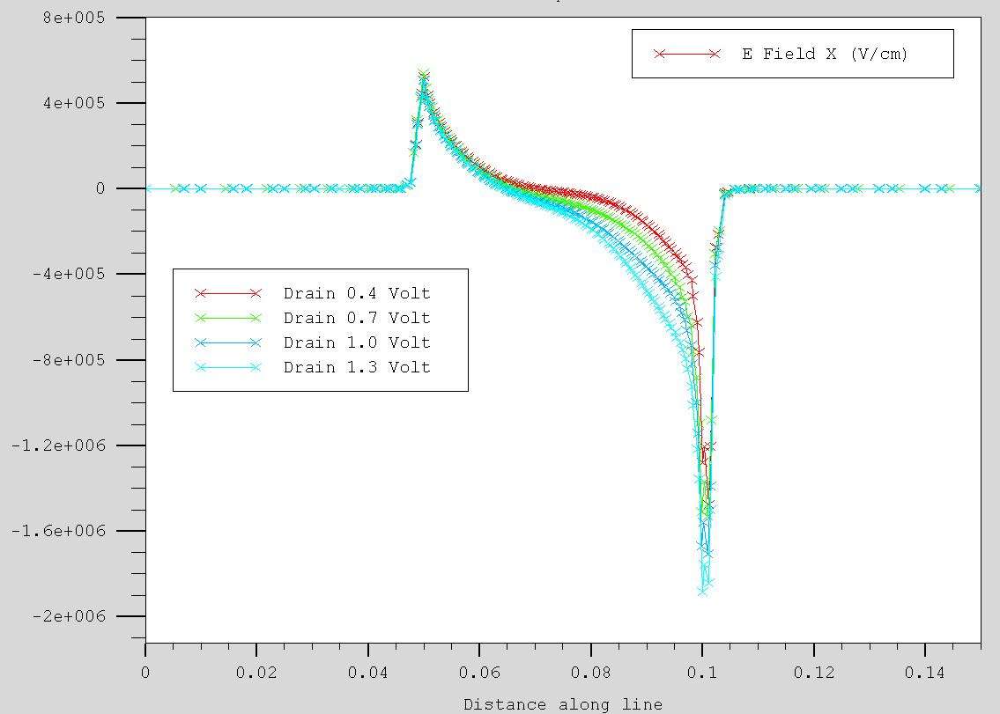 8e+005
4e+005
0
-4e+005
-8e+005
-1.2e+006
-1.6e+006
-2e+006
E Field X (V/cm)
Drain 0.4 Volt
Drain 0.7 Volt
Drain 1.0 Volt
Drain 1.3 Volt
0 0.02 0.04 0.06 0.08 0.1 0.12 0.14
Distance along line